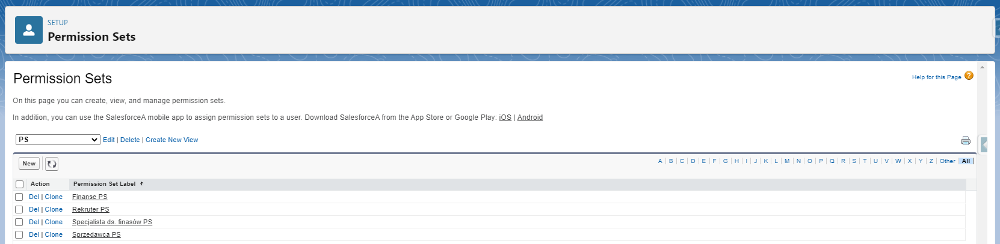 SETUP
Permission Sets
Permission Sets
Help for this Page ?
On this page you can create, view, and manage permission sets.
In addition, you can use the SalesforceA mobile app to assign permission sets to a user. Download SalesforceA from the App Store or Google Play: iOS | Android
PS Edit | Delete | Create New View
New A | B | C | D | E | F | G | H | I | J | K | L | M | N | O | P | Q | R | S | T | U | V | W | X | Y | Z | Other | All
Action Permission Set Label ↑
Del | Clone Finanse PS
Del | Clone Rekruter PS
Del | Clone Specjalista ds. finasów PS
Del | Clone Sprzedawca PS